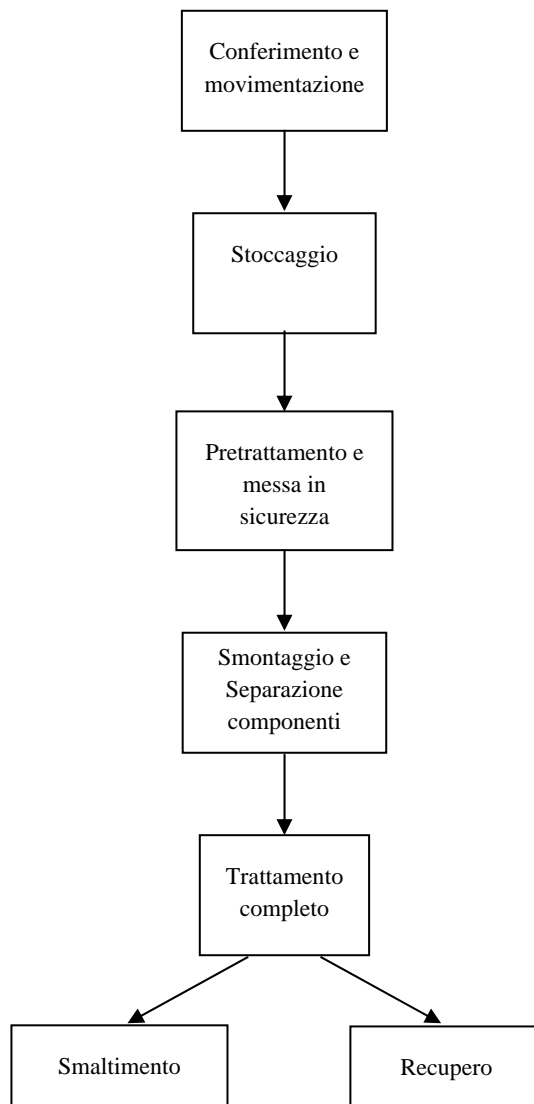 Conferimento e
movimentazione
Stoccaggio
Pretrattamento e
messa in
sicurezza
Smontaggio e
Separazione
componenti
Trattamento
completo
Smaltimento
Recupero